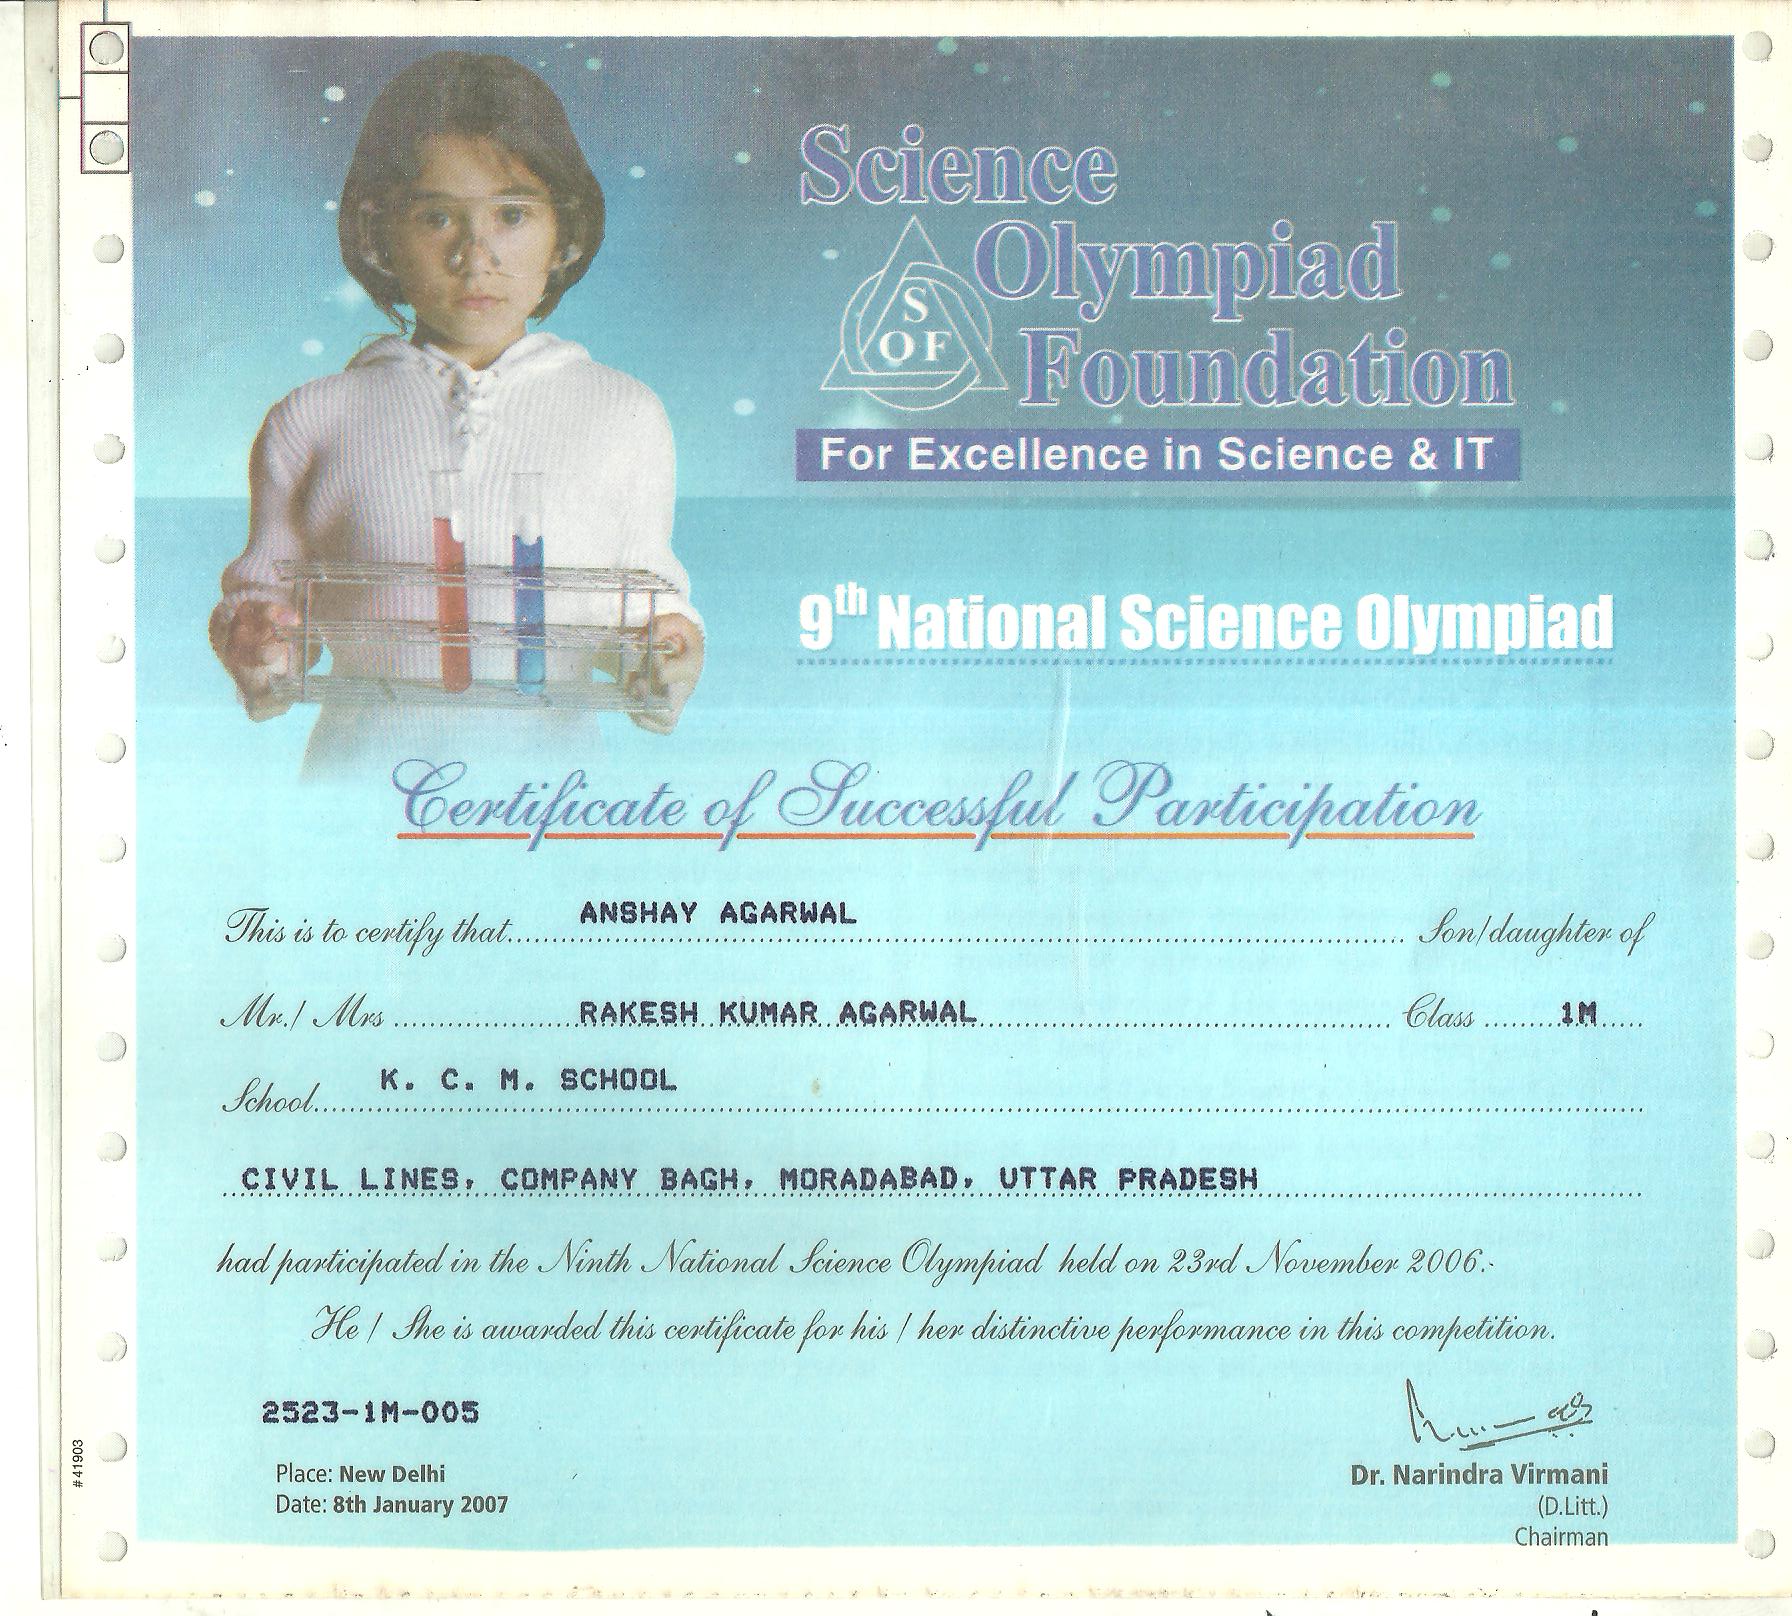 Science
Olympiad
Foundation
S
OF
For Excellence in Science & IT
9th National Science Olympiad
Certificate of Successful Participation
This is to certify that ANSHAY AGARWAL Son/daughter of
Mr./ Mrs RAKESH KUMAR AGARWAL Class 1M
School K. C. M. SCHOOL
CIVIL LINES, COMPANY BAGH, MORADABAD, UTTAR PRADESH
had participated in the Ninth National Science Olympiad held on 23rd November 2006.-
He / She is awarded this certificate for his / her distinctive performance in this competition.
2523-1M-005
Place: New Delhi
Date: 8th January 2007
Dr. Narindra Virmani
(D.Litt.)
Chairman
# 41903